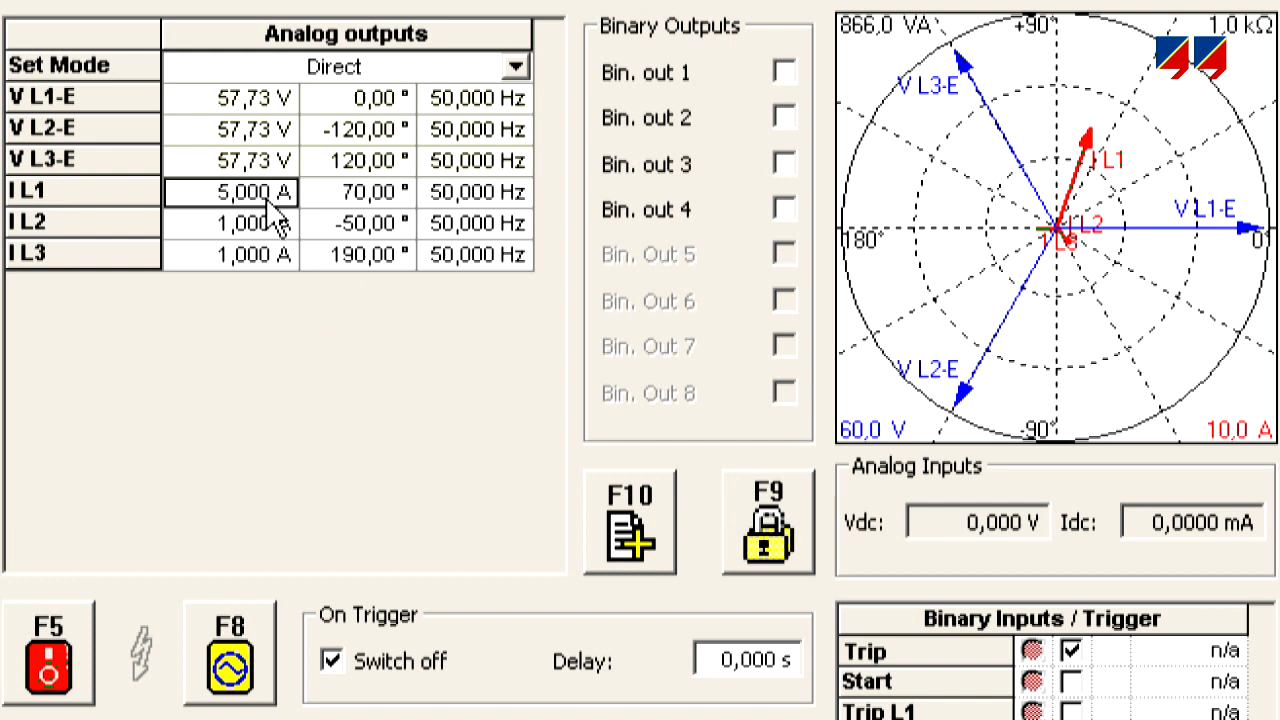 Analog outputs
Set Mode Direct
V L1-E 57,73 V 0,00 ° 50,000 Hz
V L2-E 57,73 V -120,00 ° 50,000 Hz
V L3-E 57,73 V 120,00 ° 50,000 Hz
I L1 5,000 A 70,00 ° 50,000 Hz
I L2 1,000 -50,00 ° 50,000 Hz
I L3 1,000 A 190,00 ° 50,000 Hz
Binary Outputs
Bin. out 1
Bin. out 2
Bin. out 3
Bin. out 4
Bin. Out 5
Bin. Out 6
Bin. Out 7
Bin. Out 8
866,0 VA +90° 1,0 kΩ
V L3-E
I L1
V L1-E
I L2
180° I L3 0°
V L2-E
60,0 V -90° 10,0 A
F10
F9
Analog Inputs
Vdc: 0,000 V Idc: 0,0000 mA
F5
F8
On Trigger
Switch off Delay: 0,000 s
Binary Inputs / Trigger
Trip n/a
Start n/a
Trip L1 n/a